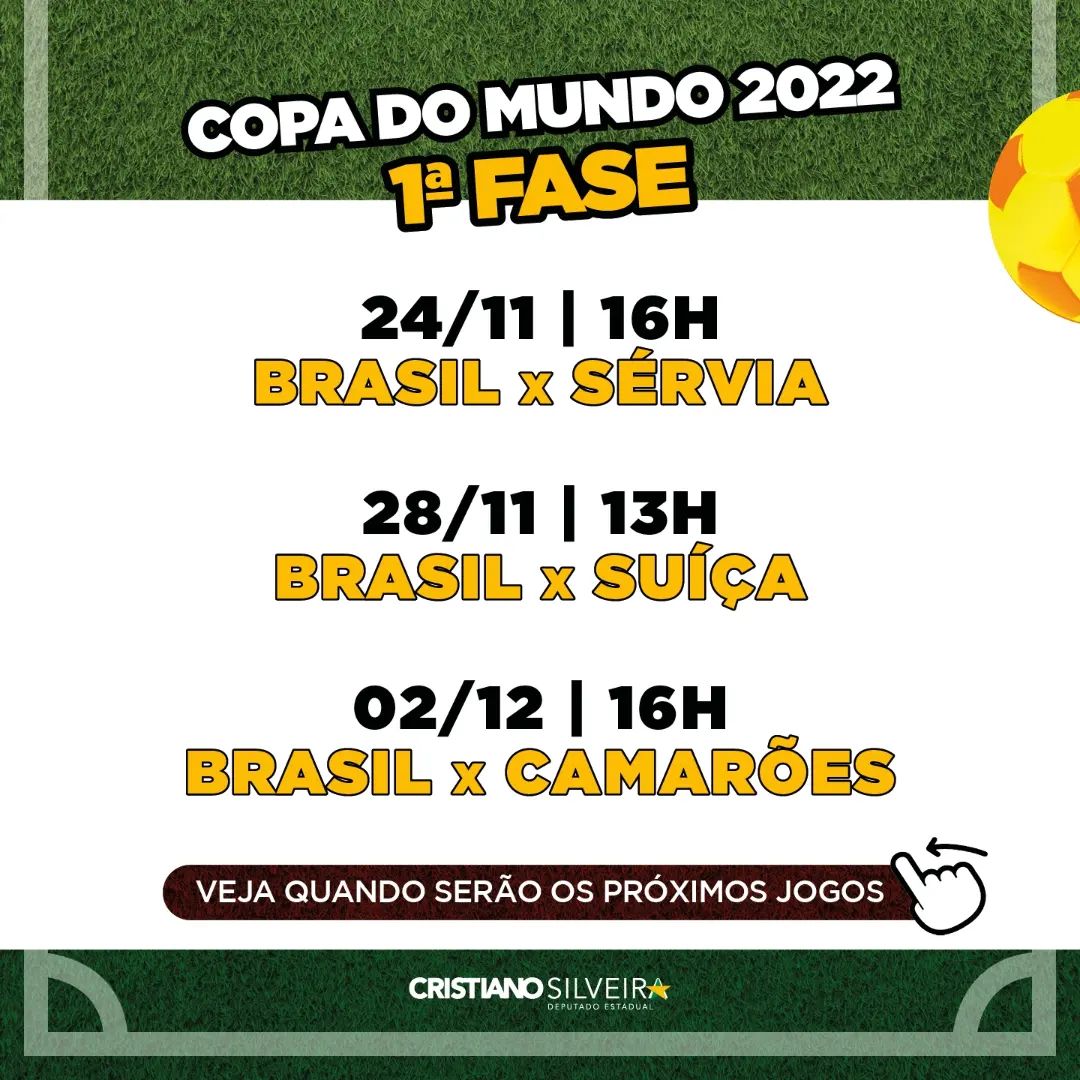 COPA DO MUNDO 2022
1ª FASE
24/11 | 16H
BRASIL x SÉRVIA
28/11 | 13H
BRASIL x SUÍÇA
02/12 | 16H
BRASIL x CAMARÕES
VEJA QUANDO SERÃO OS PRÓXIMOS JOGOS
CRISTIANO SILVEIRA
DEPUTADO ESTADUAL